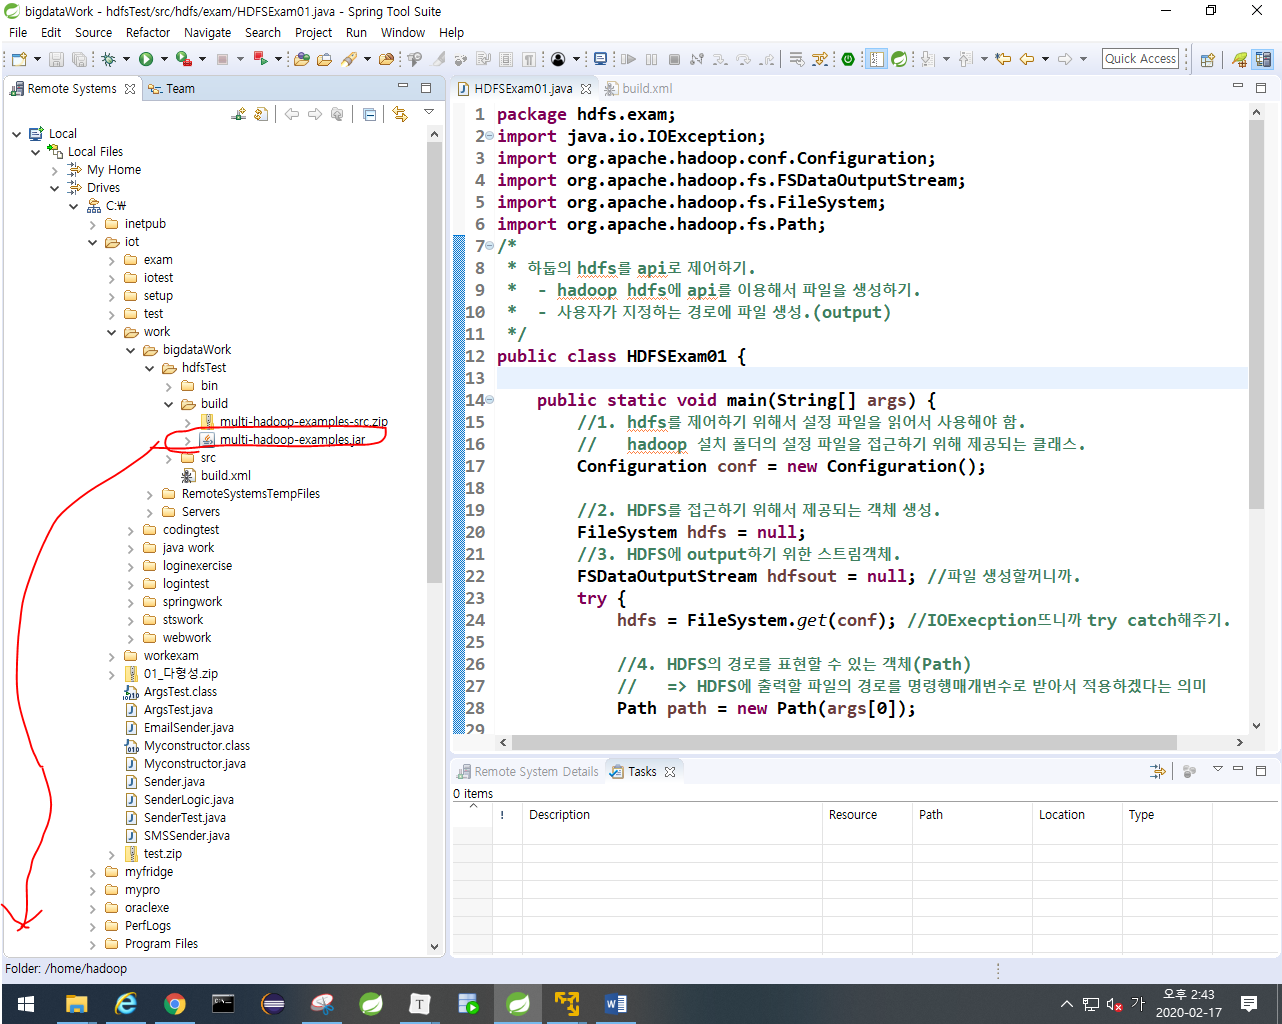 bigdataWork - hdfsTest/src/hdfs/exam/HDFSExam01.java - Spring Tool Suite
File Edit Source Refactor Navigate Search Project Run Window Help
Quick Access
Remote Systems
Team
Local
Local Files
My Home
Drives
C:₩
inetpub
iot
exam
iotest
setup
test
work
bigdataWork
hdfsTest
bin
build
multi-hadoop-examples-src.zip
multi-hadoop-examples.jar
src
build.xml
RemoteSystemsTempFiles
Servers
codingtest
java work
loginexercise
logintest
springwork
stswork
webwork
workexam
01_다형성.zip
ArgsTest.class
ArgsTest.java
EmailSender.java
Myconstructor.class
Myconstructor.java
Sender.java
SenderLogic.java
SenderTest.java
SMSSender.java
test.zip
myfridge
mypro
oraclexe
PerfLogs
Program Files
HDFSExam01.java
build.xml
1 package hdfs.exam;
2 import java.io.IOException;
3 import org.apache.hadoop.conf.Configuration;
4 import org.apache.hadoop.fs.FSDataOutputStream;
5 import org.apache.hadoop.fs.FileSystem;
6 import org.apache.hadoop.fs.Path;
7 /*
8 * 하둡의 hdfs를 api로 제어하기.
9 * - hadoop hdfs에 api를 이용해서 파일을 생성하기.
10 * - 사용자가 지정하는 경로에 파일 생성.(output)
11 */
12 public class HDFSExam01 {
13
14 public static void main(String[] args) {
15 //1. hdfs를 제어하기 위해서 설정 파일을 읽어서 사용해야 함.
16 // hadoop 설치 폴더의 설정 파일을 접근하기 위해 제공되는 클래스.
17 Configuration conf = new Configuration();
18
19 //2. HDFS를 접근하기 위해서 제공되는 객체 생성.
20 FileSystem hdfs = null;
21 //3. HDFS에 output하기 위한 스트림객체.
22 FSDataOutputStream hdfsout = null; //파일 생성할꺼니까.
23 try {
24 hdfs = FileSystem.get(conf); //IOExecption뜨니까 try catch해주기.
25
26 //4. HDFS의 경로를 표현할 수 있는 객체(Path)
27 // => HDFS에 출력할 파일의 경로를 명령행매개변수로 받아서 적용하겠다는 의미
28 Path path = new Path(args[0]);
29
Remote System Details
Tasks
0 items
! Description Resource Path Location Type
Folder: /home/hadoop
가
오후 2:43
2020-02-17